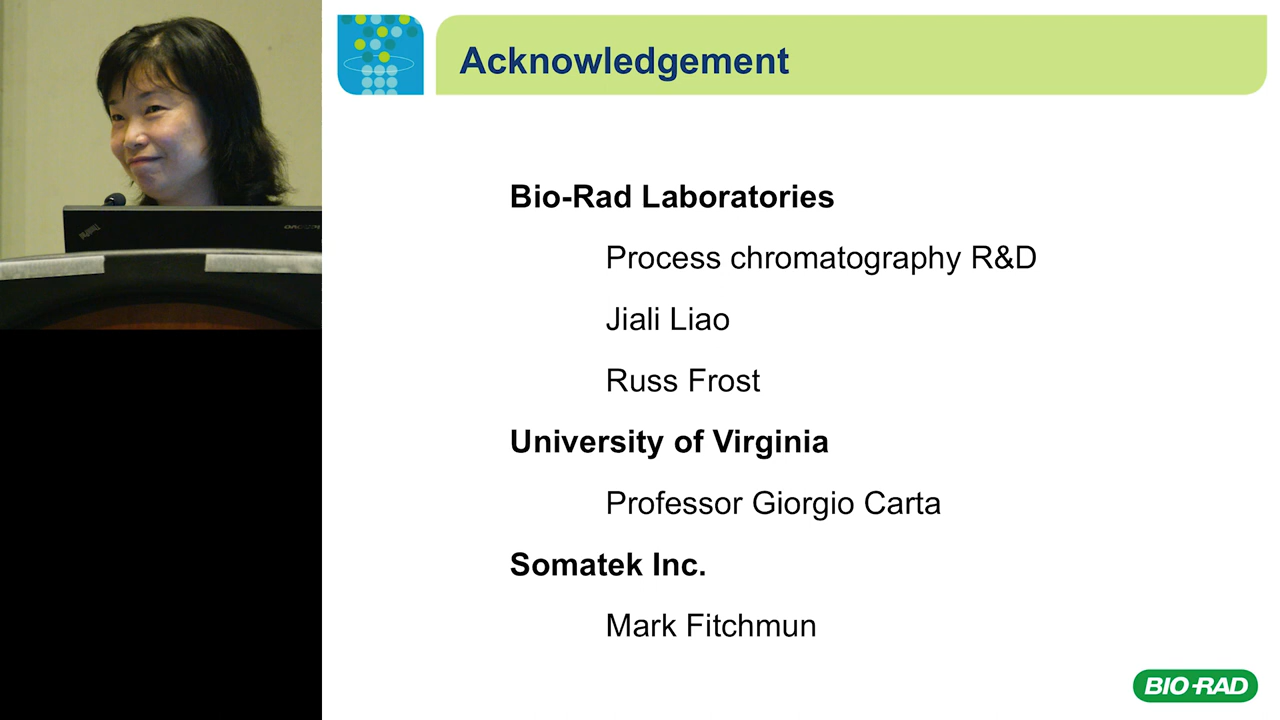 Acknowledgement
Bio-Rad Laboratories
Process chromatography R&D
Jiali Liao
Russ Frost
University of Virginia
Professor Giorgio Carta
Somatek Inc.
Mark Fitchmun
BIO-RAD
ThinkPad